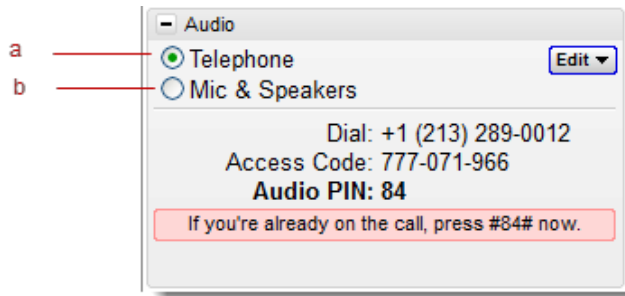 Audio
a
Telephone
Edit
b
Mic & Speakers
Dial: +1 (213) 289-0012
Access Code: 777-071-966
Audio PIN: 84
If you're already on the call, press #84# now.